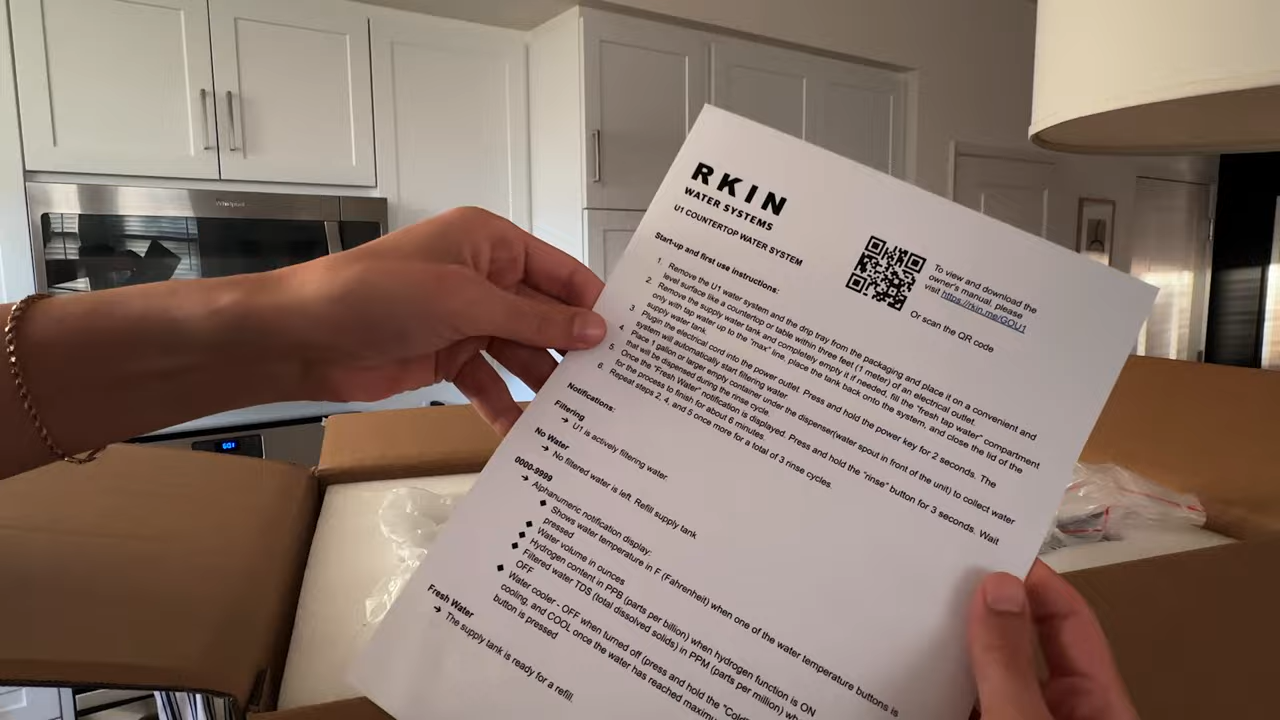 Whirlpool
601
RKIN
WATER SYSTEMS
U1 COUNTERTOP WATER SYSTEM
To view and download the
owner's manual, please
visit https://rkin.me/GOU1
Or scan the QR code
Start-up and first use instructions:
1. Remove the U1 water system and the drip tray from the packaging and place it on a convenient and
level surface like a countertop or table within three feet (1 meter) of an electrical outlet.
2. Remove the supply water tank and completely empty it if needed, fill the "fresh tap water" compartment
only with tap water up to the "max" line, place the tank back onto the system, and close the lid of the
supply water tank.
3. Plugin the electrical cord into the power outlet. Press and hold the power key for 2 seconds. The
system will automatically start filtering water.
4. Place 1 gallon or larger empty container under the dispenser(water spout in front of the unit) to collect water
that will be dispensed during the rinse cycle.
5. Once the "Fresh Water" notification is displayed. Press and hold the "rinse" button for 3 seconds. Wait
for the process to finish for about 6 minutes.
6. Repeat steps 2, 4, and 5 once more for a total of 3 rinse cycles.
Notifications:
Filtering
→ U1 is actively filtering water.
No Water
→ No filtered water is left. Refill supply tank
0000-9999
→ Alphanumeric notification display:
◆ Shows water temperature in F (Fahrenheit) when one of the water temperature buttons is
pressed
◆ Water volume in ounces
◆ Hydrogen content in PPB (parts per billion) when hydrogen function is ON
◆ Filtered water TDS (total dissolved solids) in PPM (parts per million)
OFF
◆ Water cooler - OFF when turned off (press and hold the "Cold
cooling, and COOL once the water has reached
button is pressed
Fresh Water
→ The supply tank is ready for a refill.